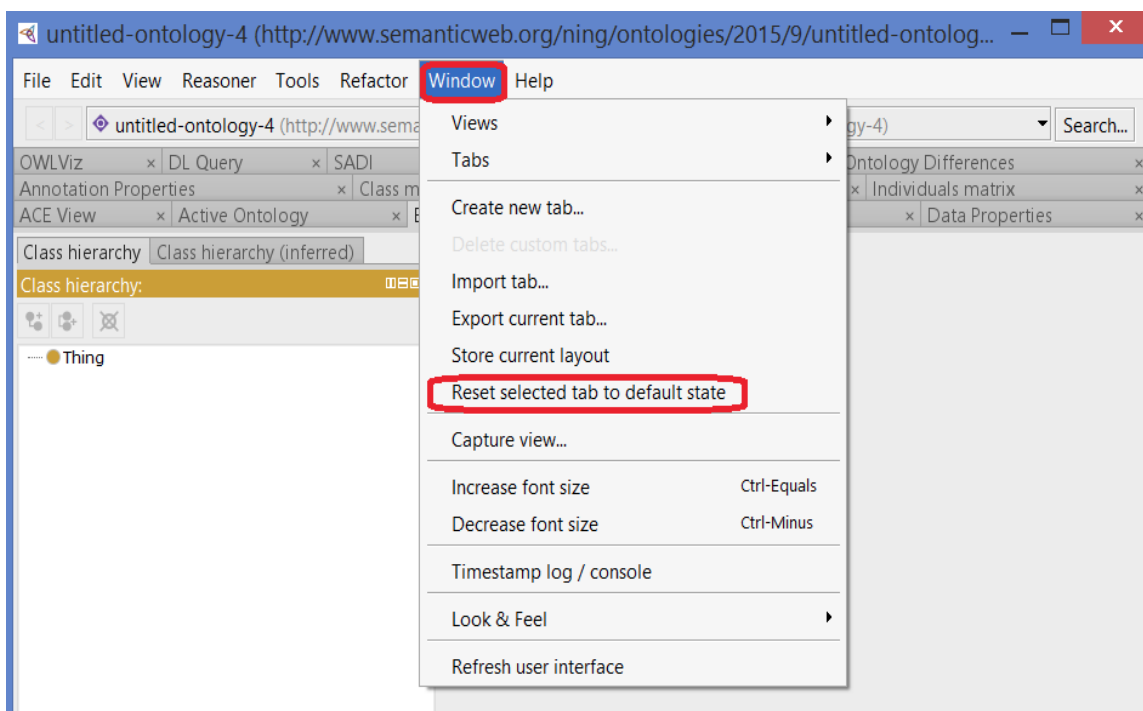 untitled-ontology-4 (http://www.semanticweb.org/ning/ontologies/2015/9/untitled-ontolog...
File Edit View Reasoner Tools Refactor Window Help
untitled-ontology-4 (http://www.sema
gy-4)
Search...
OWLViz DL Query SADI Ontology Differences
Annotation Properties Class m Individuals matrix
ACE View Active Ontology Data Properties
Class hierarchy Class hierarchy (inferred)
Class hierarchy:
Thing
Views
Tabs
Create new tab...
Delete custom tabs...
Import tab...
Export current tab...
Store current layout
Reset selected tab to default state
Capture view...
Increase font size Ctrl-Equals
Decrease font size Ctrl-Minus
Timestamp log / console
Look & Feel
Refresh user interface